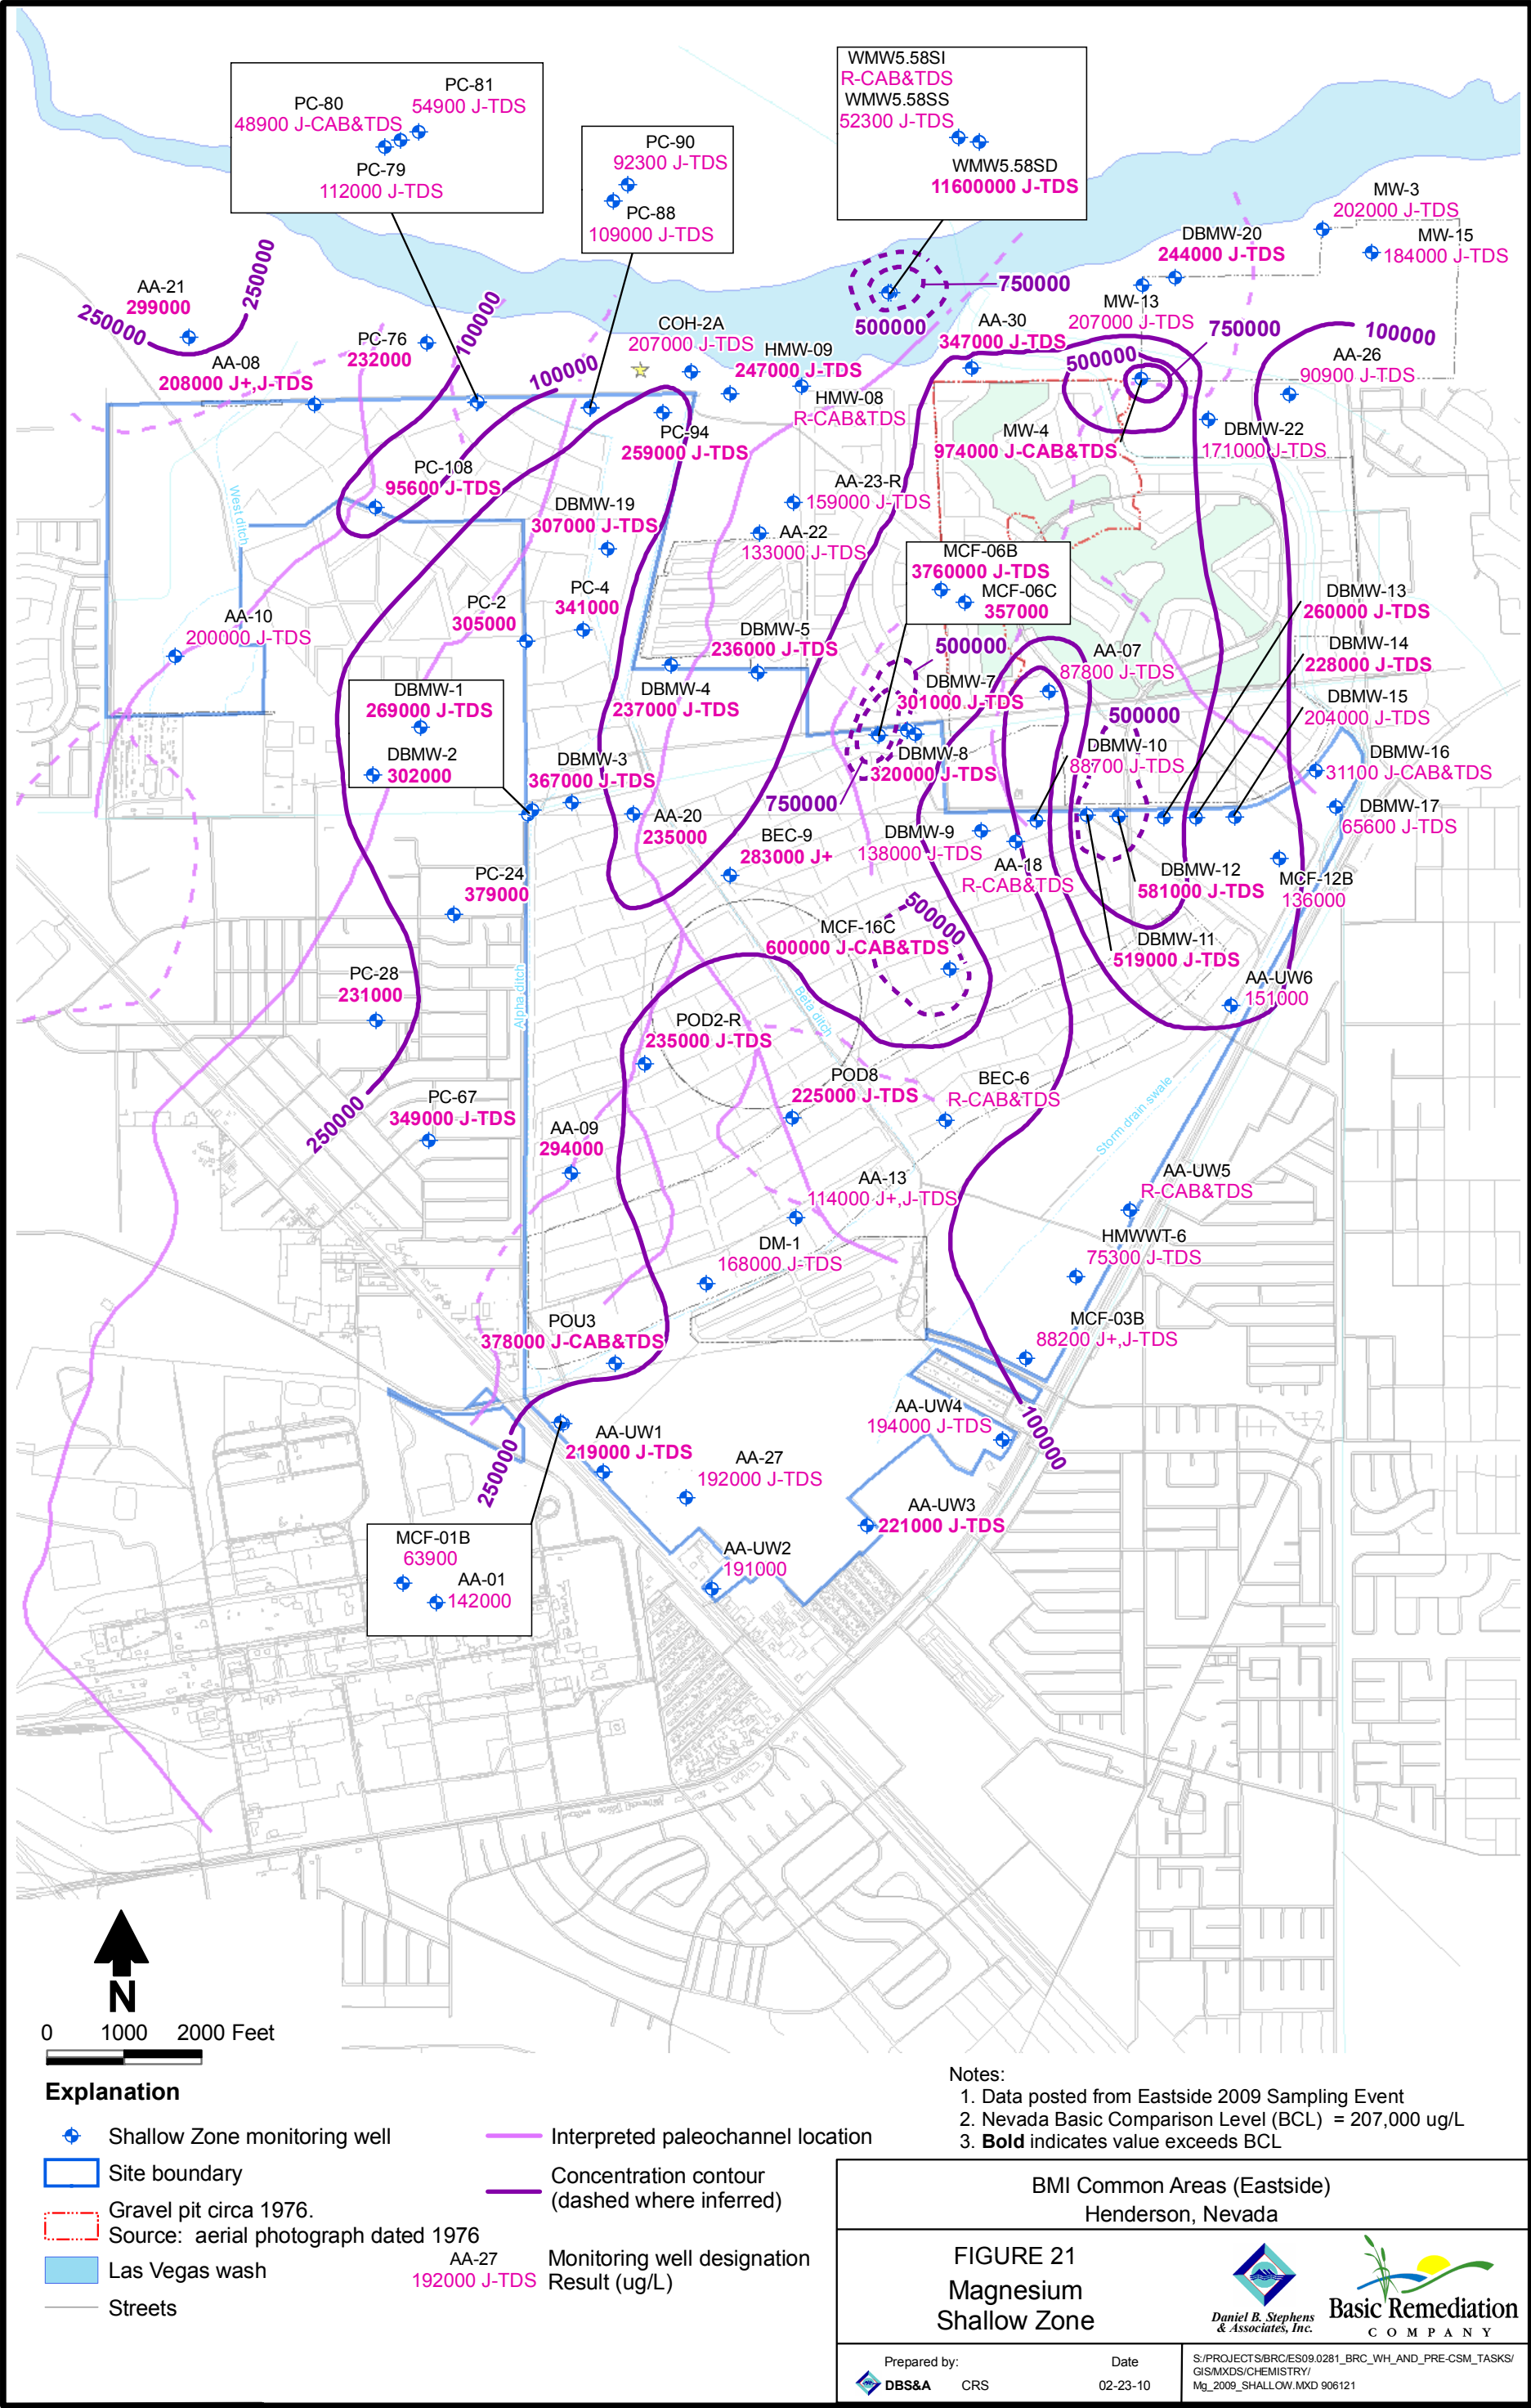 PC-81
54900 J-TDS
PC-80
48900 J-CAB&TDS
PC-79
112000 J-TDS
PC-90
92300 J-TDS
PC-88
109000 J-TDS
WMW5.58SI
R-CAB&TDS
WMW5.58SS
52300 J-TDS
WMW5.58SD
11600000 J-TDS
MW-3
202000 J-TDS
MW-15
184000 J-TDS
DBMW-20
244000 J-TDS
MW-13
207000 J-TDS
250000
250000
AA-21
299000
AA-08
208000 J+,J-TDS
PC-76
232000
100000
100000
COH-2A
207000 J-TDS
HMW-09
247000 J-TDS
HMW-08
R-CAB&TDS
750000
500000
AA-30
347000 J-TDS
750000
500000
100000
AA-26
90900 J-TDS
MW-4
974000 J-CAB&TDS
DBMW-22
171000 J-TDS
PC-94
259000 J-TDS
PC-108
95600 J-TDS
West ditch
DBMW-19
307000 J-TDS
AA-23-R
159000 J-TDS
AA-22
133000 J-TDS
MCF-06B
3760000 J-TDS
MCF-06C
357000
AA-10
200000 J-TDS
PC-2
305000
PC-4
341000
DBMW-5
236000 J-TDS
500000
AA-07
87800 J-TDS
DBMW-13
260000 J-TDS
DBMW-14
228000 J-TDS
DBMW-15
204000 J-TDS
DBMW-1
269000 J-TDS
DBMW-2
302000
DBMW-4
237000 J-TDS
DBMW-7
301000 J-TDS
500000
DBMW-10
88700 J-TDS
DBMW-16
31100 J-CAB&TDS
DBMW-3
367000 J-TDS
DBMW-8
320000 J-TDS
750000
DBMW-17
65600 J-TDS
AA-20
235000
BEC-9
283000 J+
DBMW-9
138000 J-TDS
AA-18
R-CAB&TDS
DBMW-12
581000 J-TDS
MCF-12B
136000
PC-24
379000
MCF-16C
600000 J-CAB&TDS
500000
DBMW-11
519000 J-TDS
PC-28
231000
Alpha ditch
Beta ditch
AA-UW6
151000
POD2-R
235000 J-TDS
POD8
225000 J-TDS
BEC-6
R-CAB&TDS
Storm drain swale
250000
PC-67
349000 J-TDS
AA-09
294000
AA-13
114000 J+,J-TDS
AA-UW5
R-CAB&TDS
DM-1
168000 J-TDS
HMWWT-6
75300 J-TDS
POU3
378000 J-CAB&TDS
MCF-03B
88200 J+,J-TDS
250000
AA-UW1
219000 J-TDS
AA-27
192000 J-TDS
AA-UW4
194000 J-TDS
100000
AA-UW3
221000 J-TDS
MCF-01B
63900
AA-01
142000
AA-UW2
191000
N
0 1000 2000 Feet
Explanation
Shallow Zone monitoring well
Site boundary
Gravel pit circa 1976.
Source: aerial photograph dated 1976
Las Vegas wash
Streets
Interpreted paleochannel location
Concentration contour
(dashed where inferred)
AA-27
192000 J-TDS
Monitoring well designation
Result (ug/L)
Notes:
1. Data posted from Eastside 2009 Sampling Event
2. Nevada Basic Comparison Level (BCL) = 207,000 ug/L
3. Bold indicates value exceeds BCL
BMI Common Areas (Eastside)
Henderson, Nevada
FIGURE 21
Magnesium
Shallow Zone
Daniel B. Stephens
& Associates, Inc.
Basic Remediation
COMPANY
Prepared by:
DBS&A CRS
Date
02-23-10
S:/PROJECTS/BRC/ES09.0281_BRC_WH_AND_PRE-CSM_TASKS/
GIS/MXDS/CHEMISTRY/
Mg_2009_SHALLOW.MXD 906121